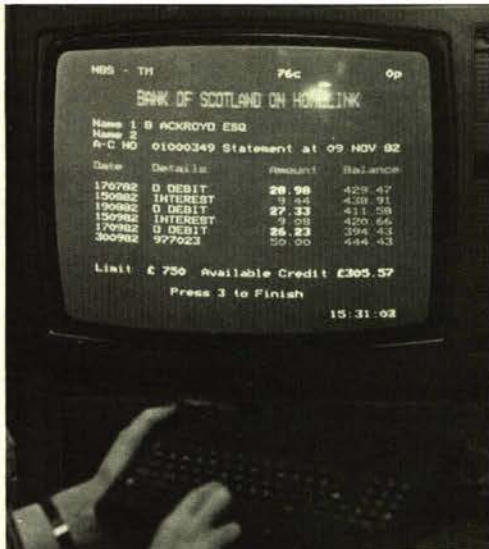 NBS - TM 76c 0p
BANK OF SCOTLAND ON HOMELINK
Name 1 B ACKROYD ESQ
Name 2
A-C NO 01000349 Statement at 09 NOV 82
Date Details Amount Balance
170782 D DEBIT 20.98 429.47
150882 INTEREST 9.44 438.91
190882 D DEBIT 27.33 411.58
150982 INTEREST 9.08 420.66
170982 D DEBIT 26.23 394.43
300982 977023 50.00 444.43
Limit £ 750 Available Credit £305.57
Press 3 to Finish
15:31:02